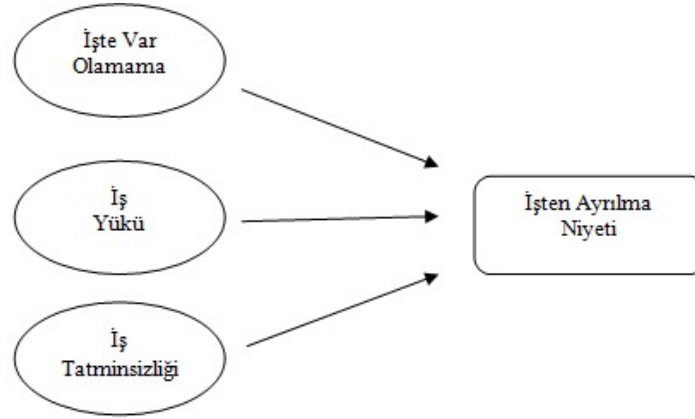 İşte Var
Olamama
İş
Yükü
İşten Ayrılma
Niyeti
İş
Tatminsizliği